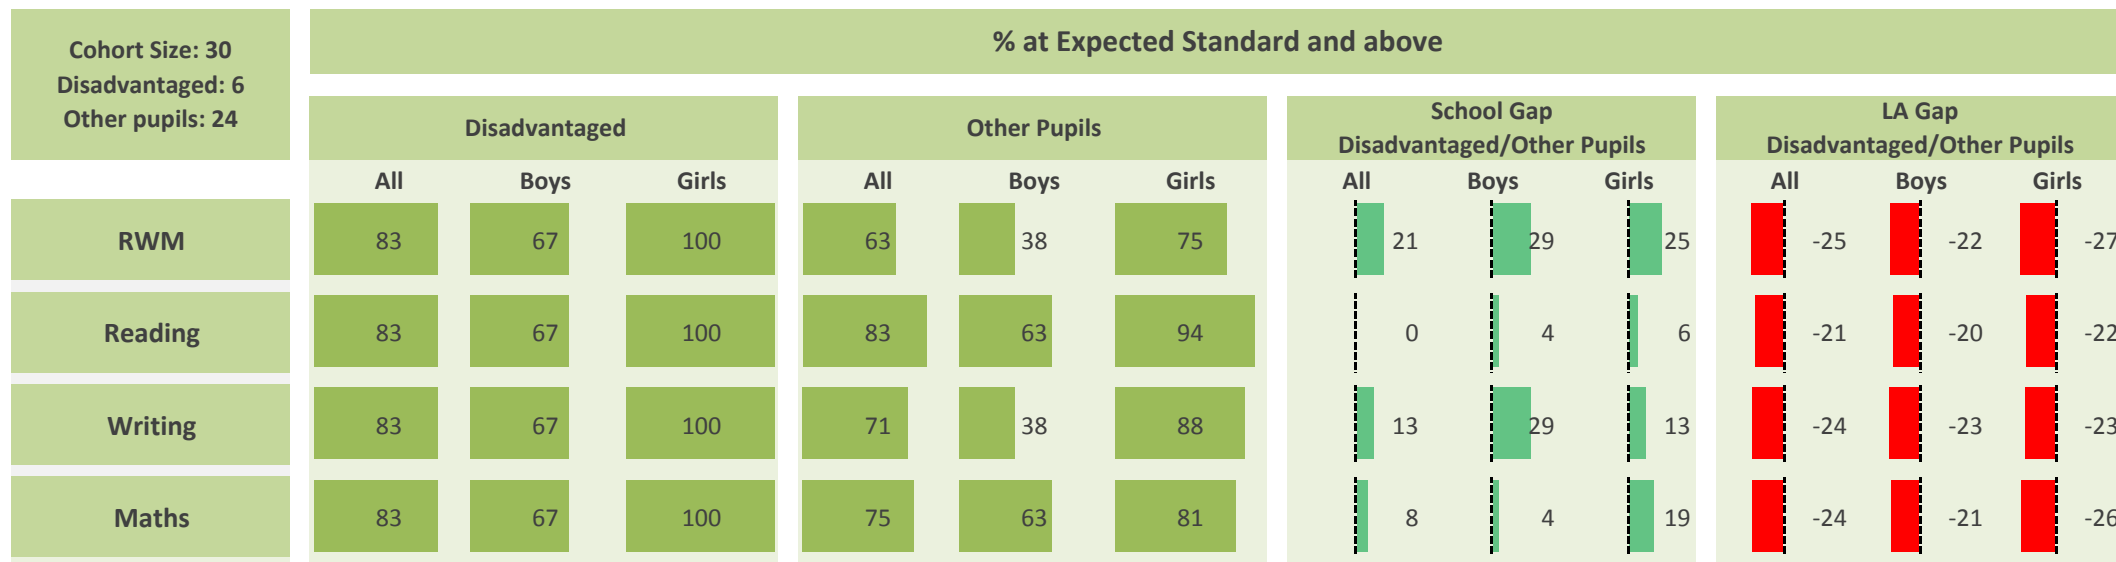 Cohort Size: 30
Disadvantaged: 6
Other pupils: 24
% at Expected Standard and above
Disadvantaged
Other Pupils
School Gap
Disadvantaged/Other Pupils
LA Gap
Disadvantaged/Other Pupils
All Boys Girls All Boys Girls All Boys Girls All Boys Girls
RWM 83 67 100 63 38 75 21 29 25 -25 -22 -27
Reading 83 67 100 83 63 94 0 4 6 -21 -20 -22
Writing 83 67 100 71 38 88 13 29 13 -24 -23 -23
Maths 83 67 100 75 63 81 8 4 19 -24 -21 -26